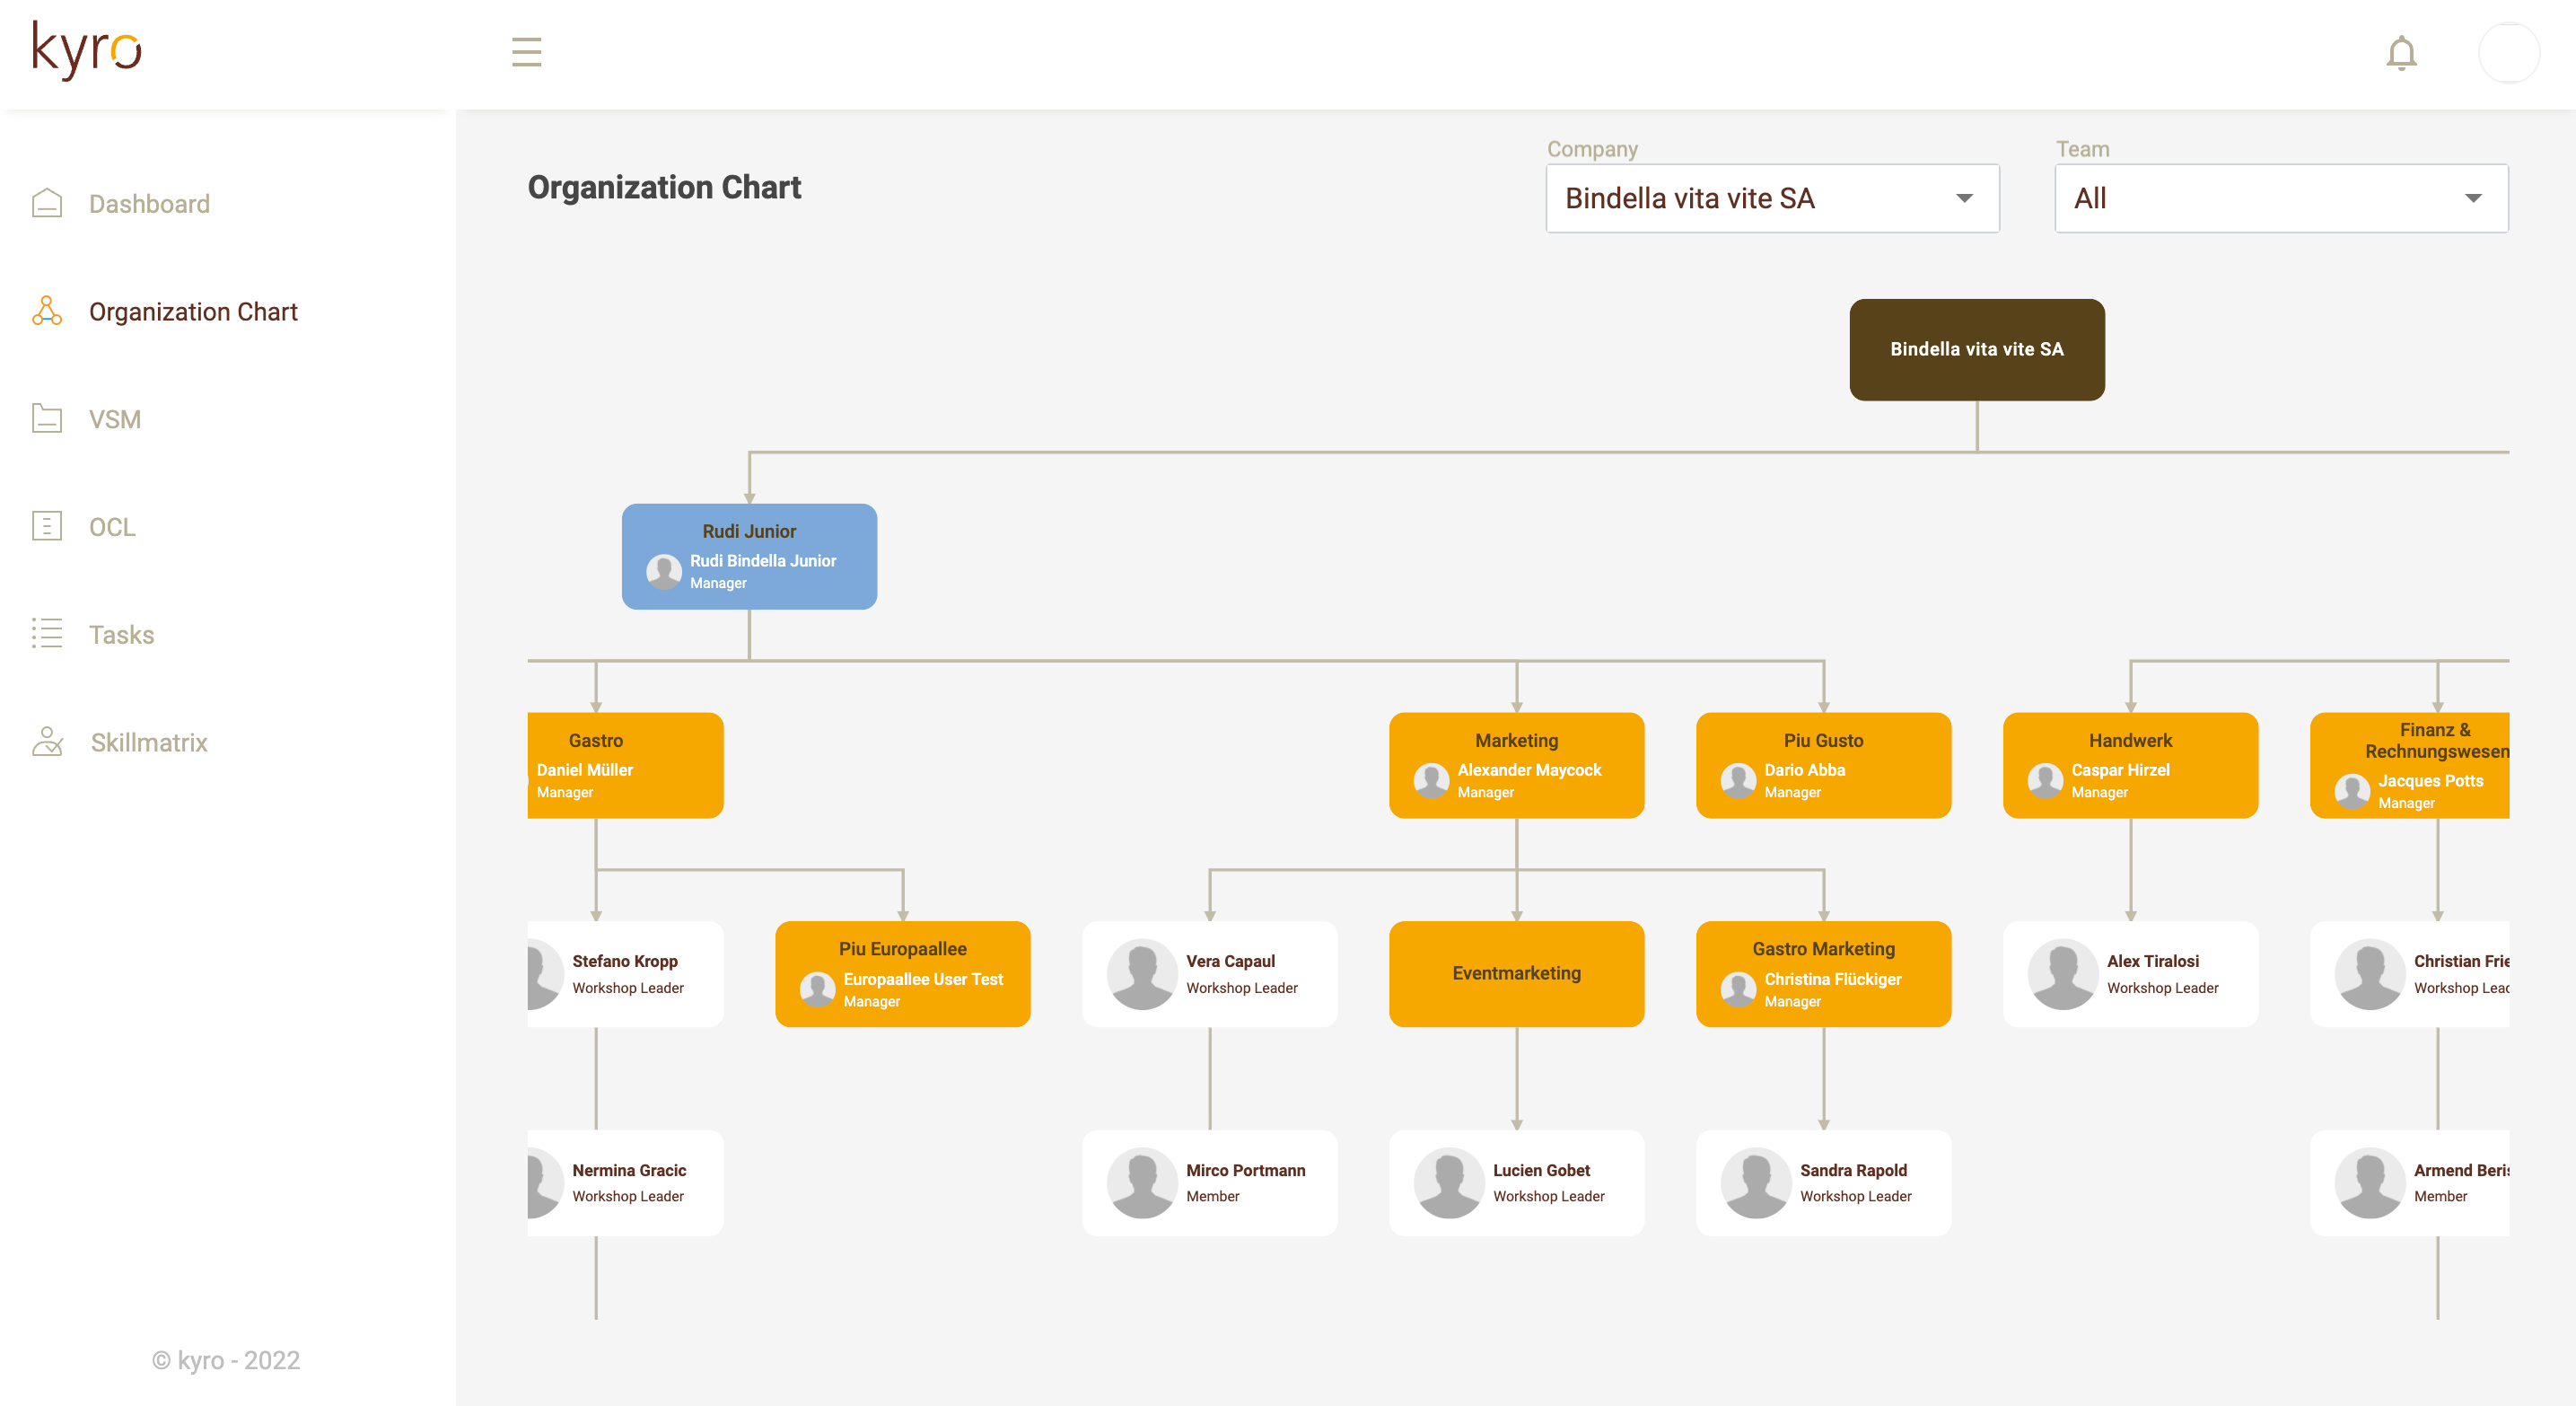 kyro
Dashboard
Organization Chart
VSM
OCL
Tasks
Skillmatrix
© kyro - 2022
Organization Chart
Company
Bindella vita vite SA
Team
All
Bindella vita vite SA
Rudi Junior
Rudi Bindella Junior
Manager
Gastro
Daniel Müller
Manager
Marketing
Alexander Maycock
Manager
Piu Gusto
Dario Abba
Manager
Handwerk
Caspar Hirzel
Manager
Finanz &
Rechnungswesen
Jacques Potts
Manager
Stefano Kropp
Workshop Leader
Piu Europaallee
Europaallee User Test
Manager
Vera Capaul
Workshop Leader
Eventmarketing
Gastro Marketing
Christina Flückiger
Manager
Alex Tiralosi
Workshop Leader
Christian Frie
Workshop Leac
Nermina Gracic
Workshop Leader
Mirco Portmann
Member
Lucien Gobet
Workshop Leader
Sandra Rapold
Workshop Leader
Armend Beris
Member